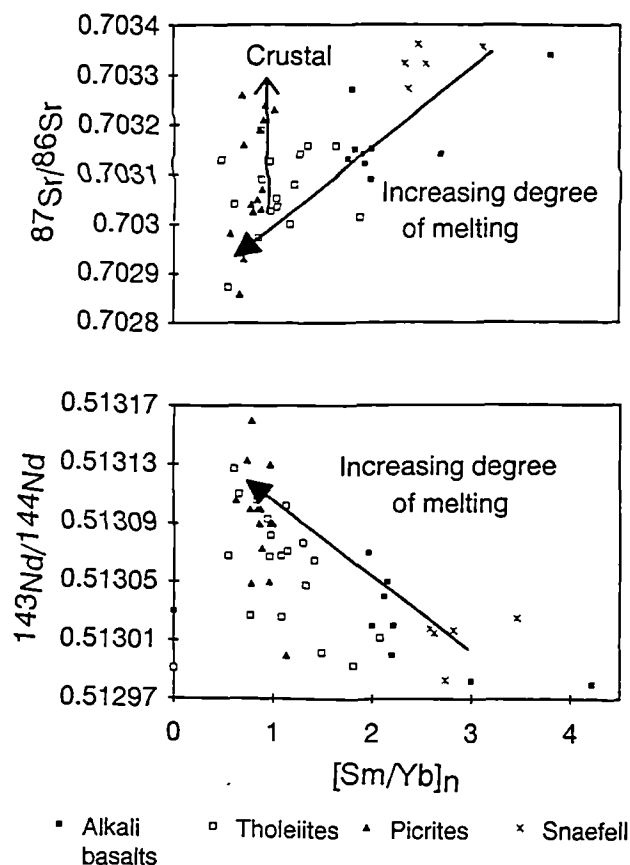 0.7034
0.7033
0.7032
0.7031
0.703
0.7029
0.7028
87Sr/86Sr
Crustal
Increasing degree
of melting
0.51317
0.51313
0.51309
0.51305
0.51301
0.51297
143Nd/144Nd
Increasing degree
of melting
0 1 2 3 4
[Sm/Yb]n
Alkali basalts
Tholeiites
Picrites
Snaefell